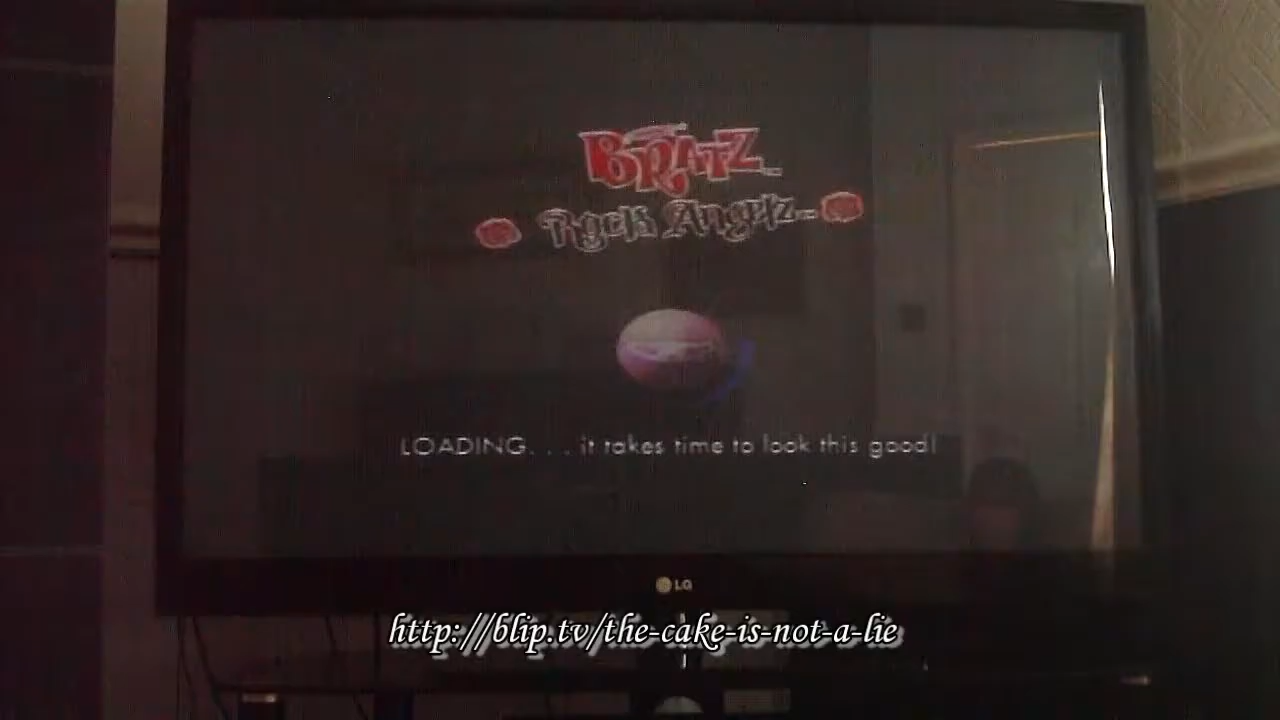 BRATZ
Rock Angelz
LOADING. . . it takes time to look this good!
LG
http://blip.tv/the-cake-is-not-a-lie